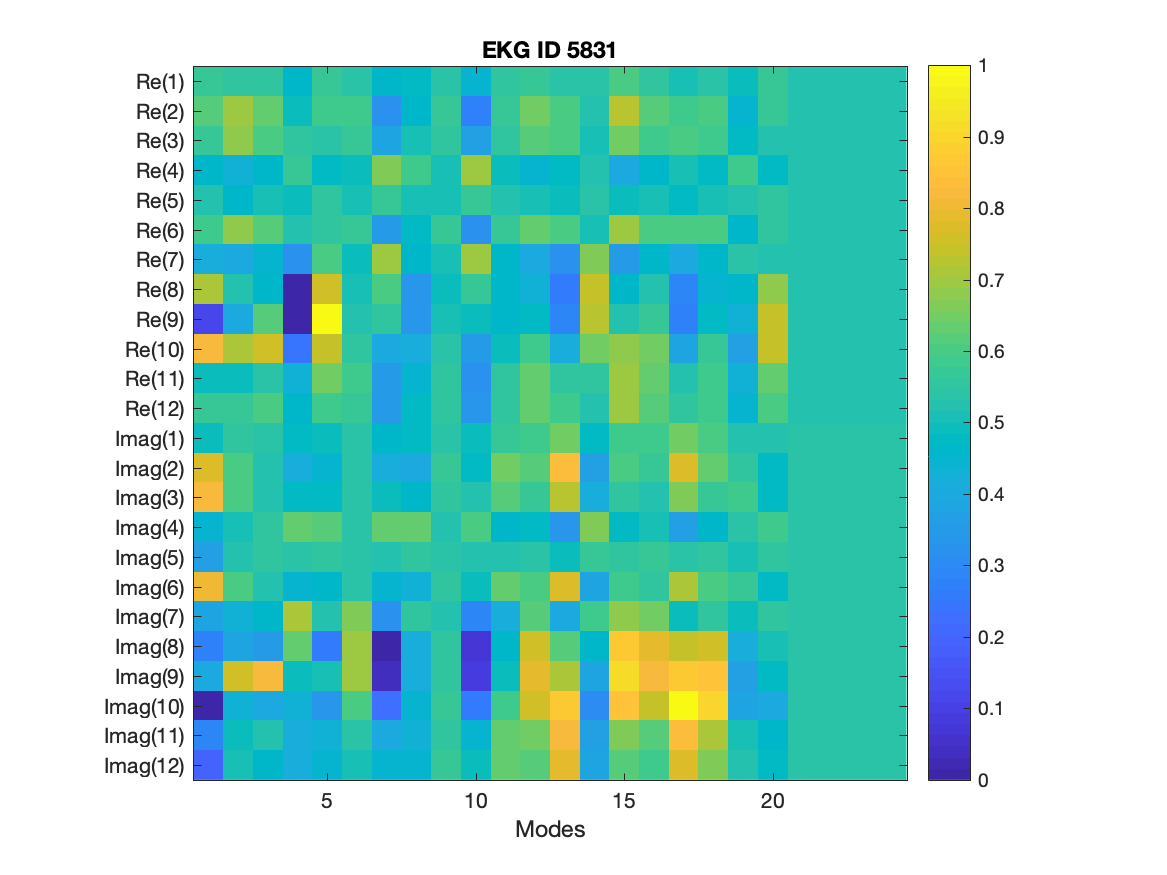 EKG ID 5831
Re(1)
Re(2)
Re(3)
Re(4)
Re(5)
Re(6)
Re(7)
Re(8)
Re(9)
Re(10)
Re(11)
Re(12)
Imag(1)
Imag(2)
Imag(3)
Imag(4)
Imag(5)
Imag(6)
Imag(7)
Imag(8)
Imag(9)
Imag(10)
Imag(11)
Imag(12)
5 10 15 20
Modes
1
0.9
0.8
0.7
0.6
0.5
0.4
0.3
0.2
0.1
0